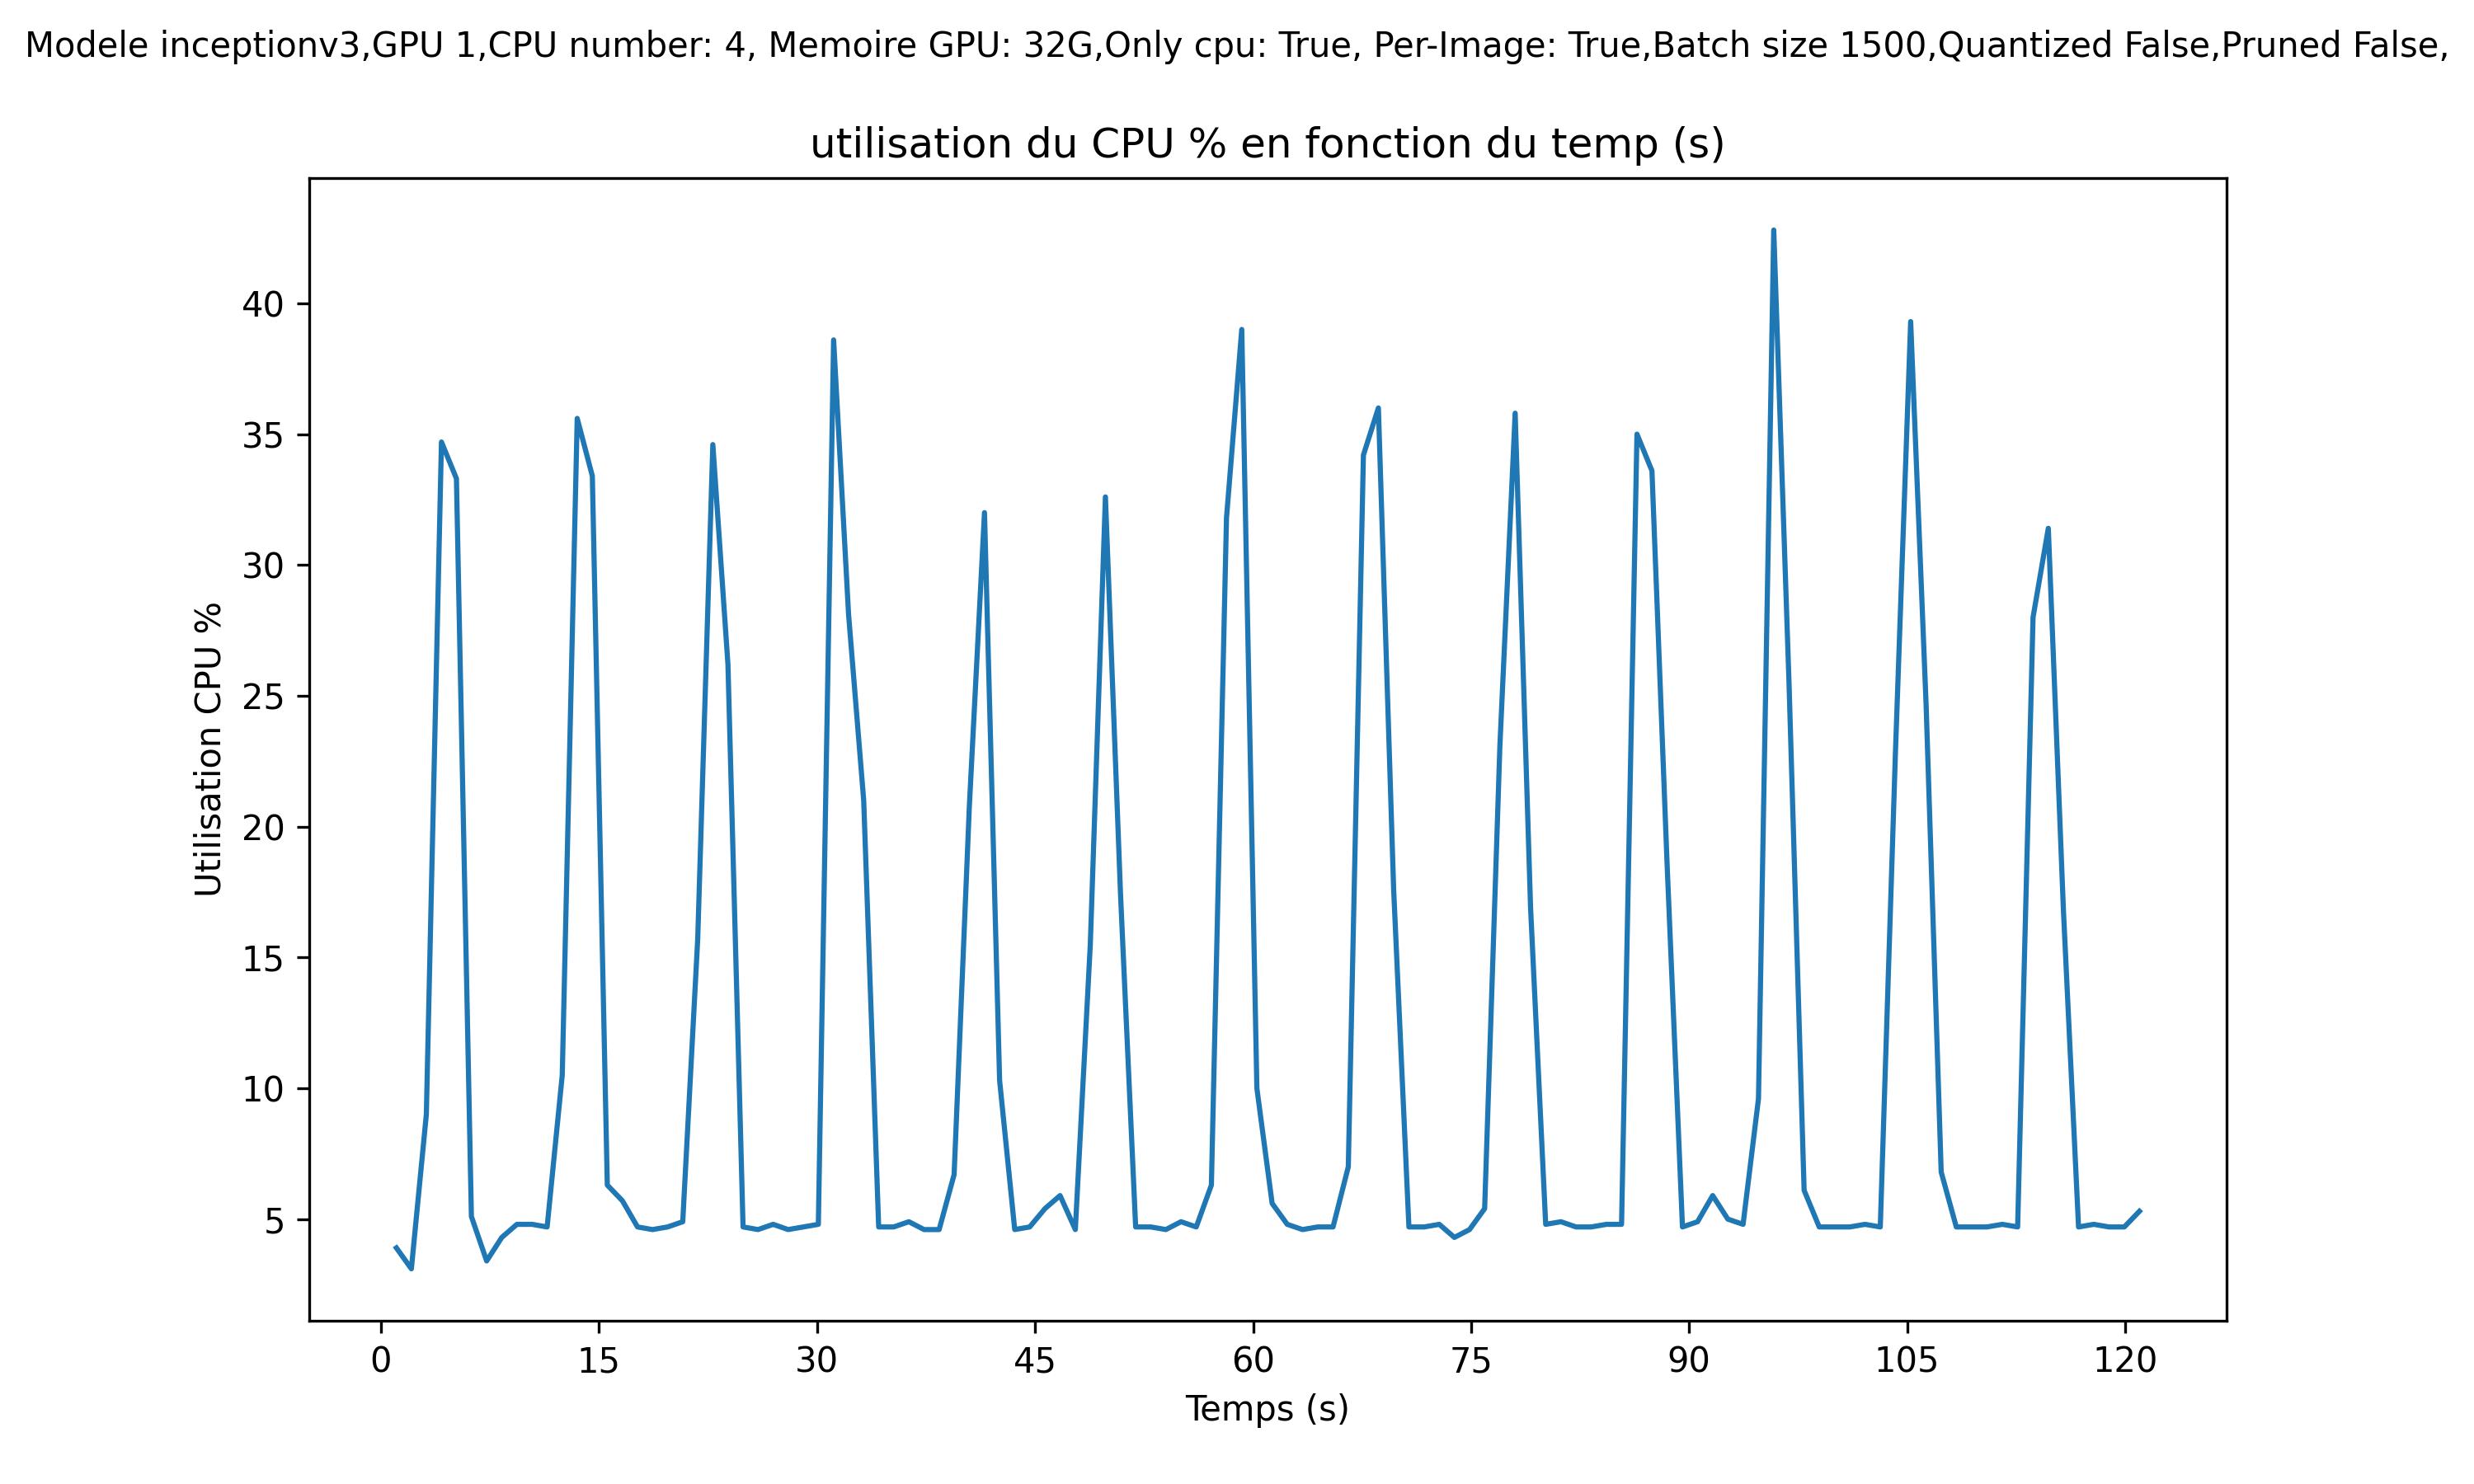 Modele inceptionv3,GPU 1,CPU number: 4, Memoire GPU: 32G,Only cpu: True, Per-Image: True,Batch size 1500,Quantized False,Pruned False,
utilisation du CPU % en fonction du temp (s)
Utilisation CPU %
40
35
30
25
20
15
10
5
0 15 30 45 60 75 90 105 120
Temps (s)